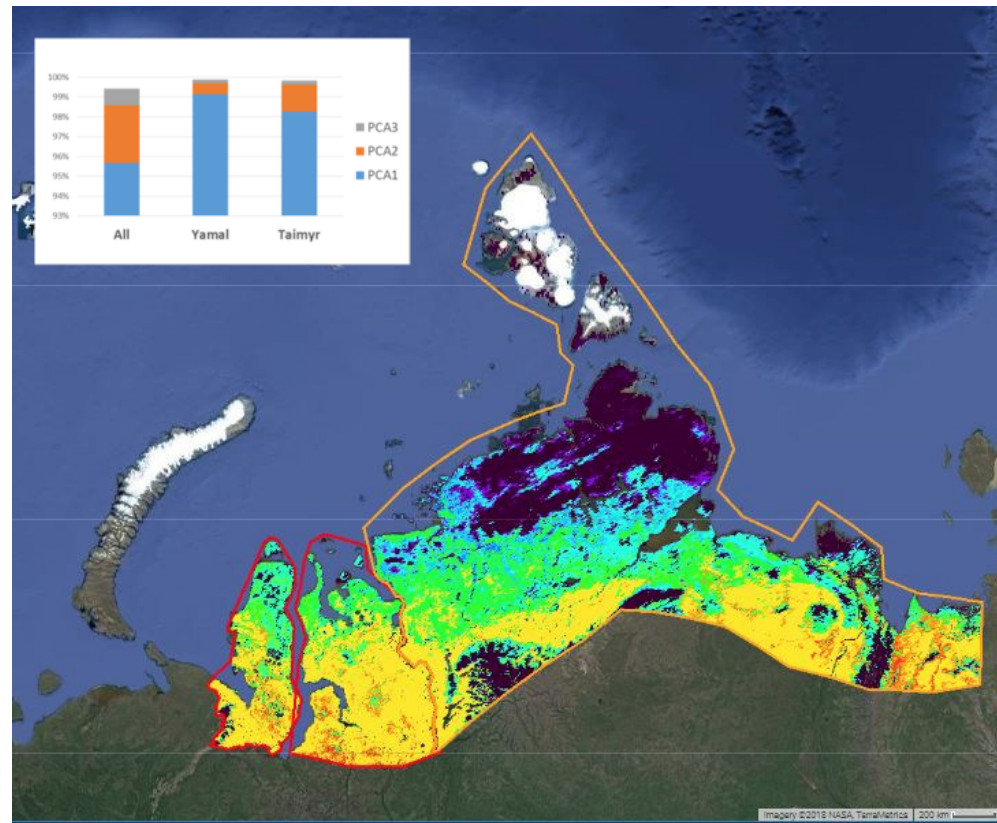 100%
99%
98%
97%
96%
95%
94%
93%
All Yamal Taimyr
PCA3
PCA2
PCA1
Imagery ©2018 NASA, TerraMetrics 200 km